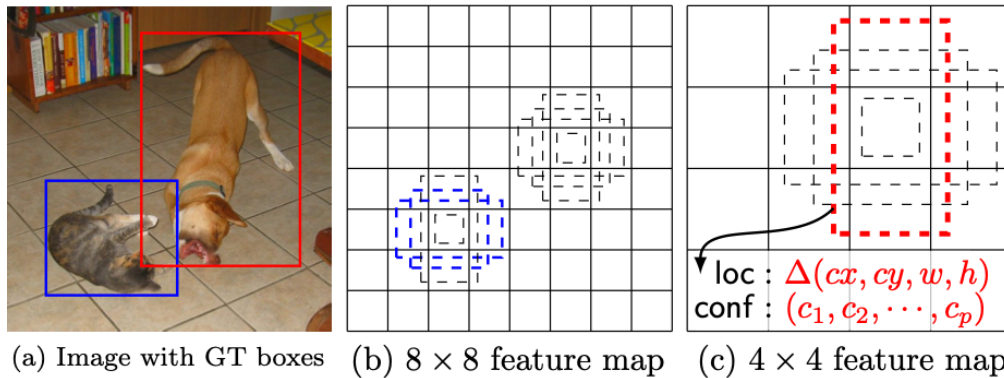 loc : Δ(cx, cy, w, h)
conf : (c₁, c₂, ⋯, cₚ)
(a) Image with GT boxes
(b) 8 × 8 feature map
(c) 4 × 4 feature map